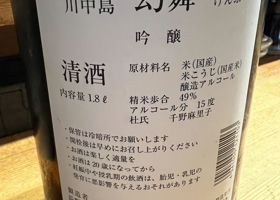 川中島 幻舞 げん
吟醸
清酒
内容量 1.8ℓ
原材料名 米(国産)
米こうじ(国産米)
醸造アルコール
精米歩合 49%
アルコール分 15度
杜氏 千野麻里子
・保管は冷暗所でお願いします
・開栓後は早めにお召し上がりください
・お酒は楽しく適量を
・お酒は20歳になってから
・妊娠中や授乳期の飲酒は、胎児・乳児の
発育に悪影響を与えるおそれがあります
製造者